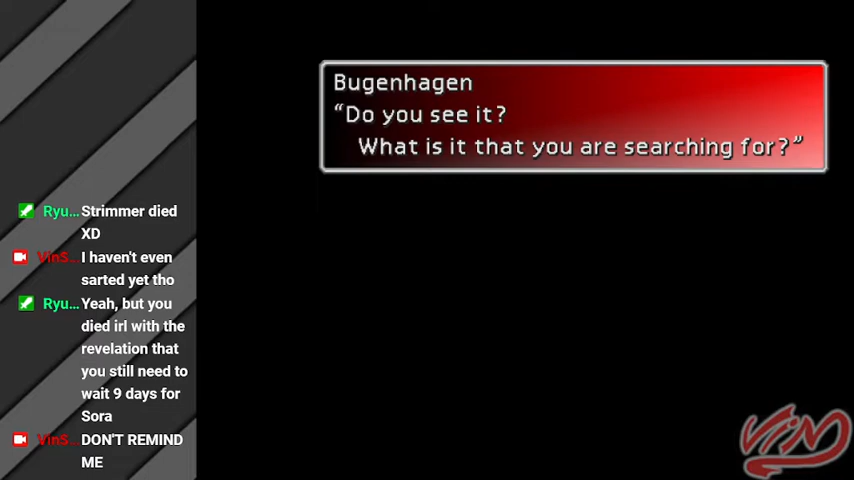 Bugenhagen
“Do you see it?
What is it that you are searching for?”
Ryu... Strimmer died
XD
VinS... I haven't even
sarted yet tho
Ryu... Yeah, but you
died irl with the
revelation that
you still need to
wait 9 days for
Sora
VinS... DON'T REMIND
ME
VIM